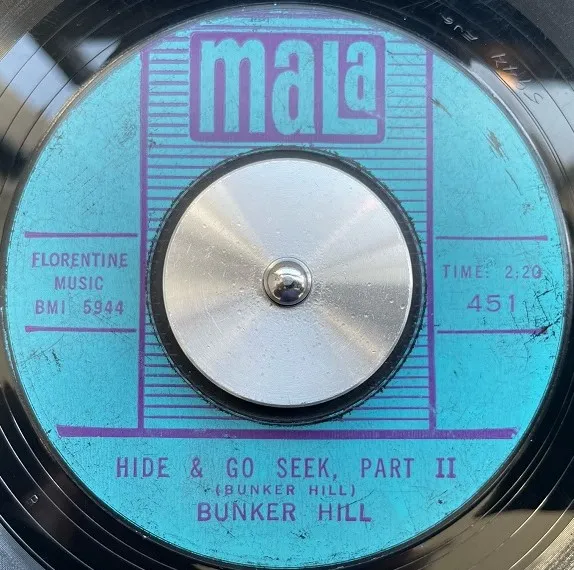 mala
FLORENTINE
MUSIC
BMI 5944
TIME: 2:20
451
HIDE & GO SEEK, PART II
(BUNKER HILL)
BUNKER HILL